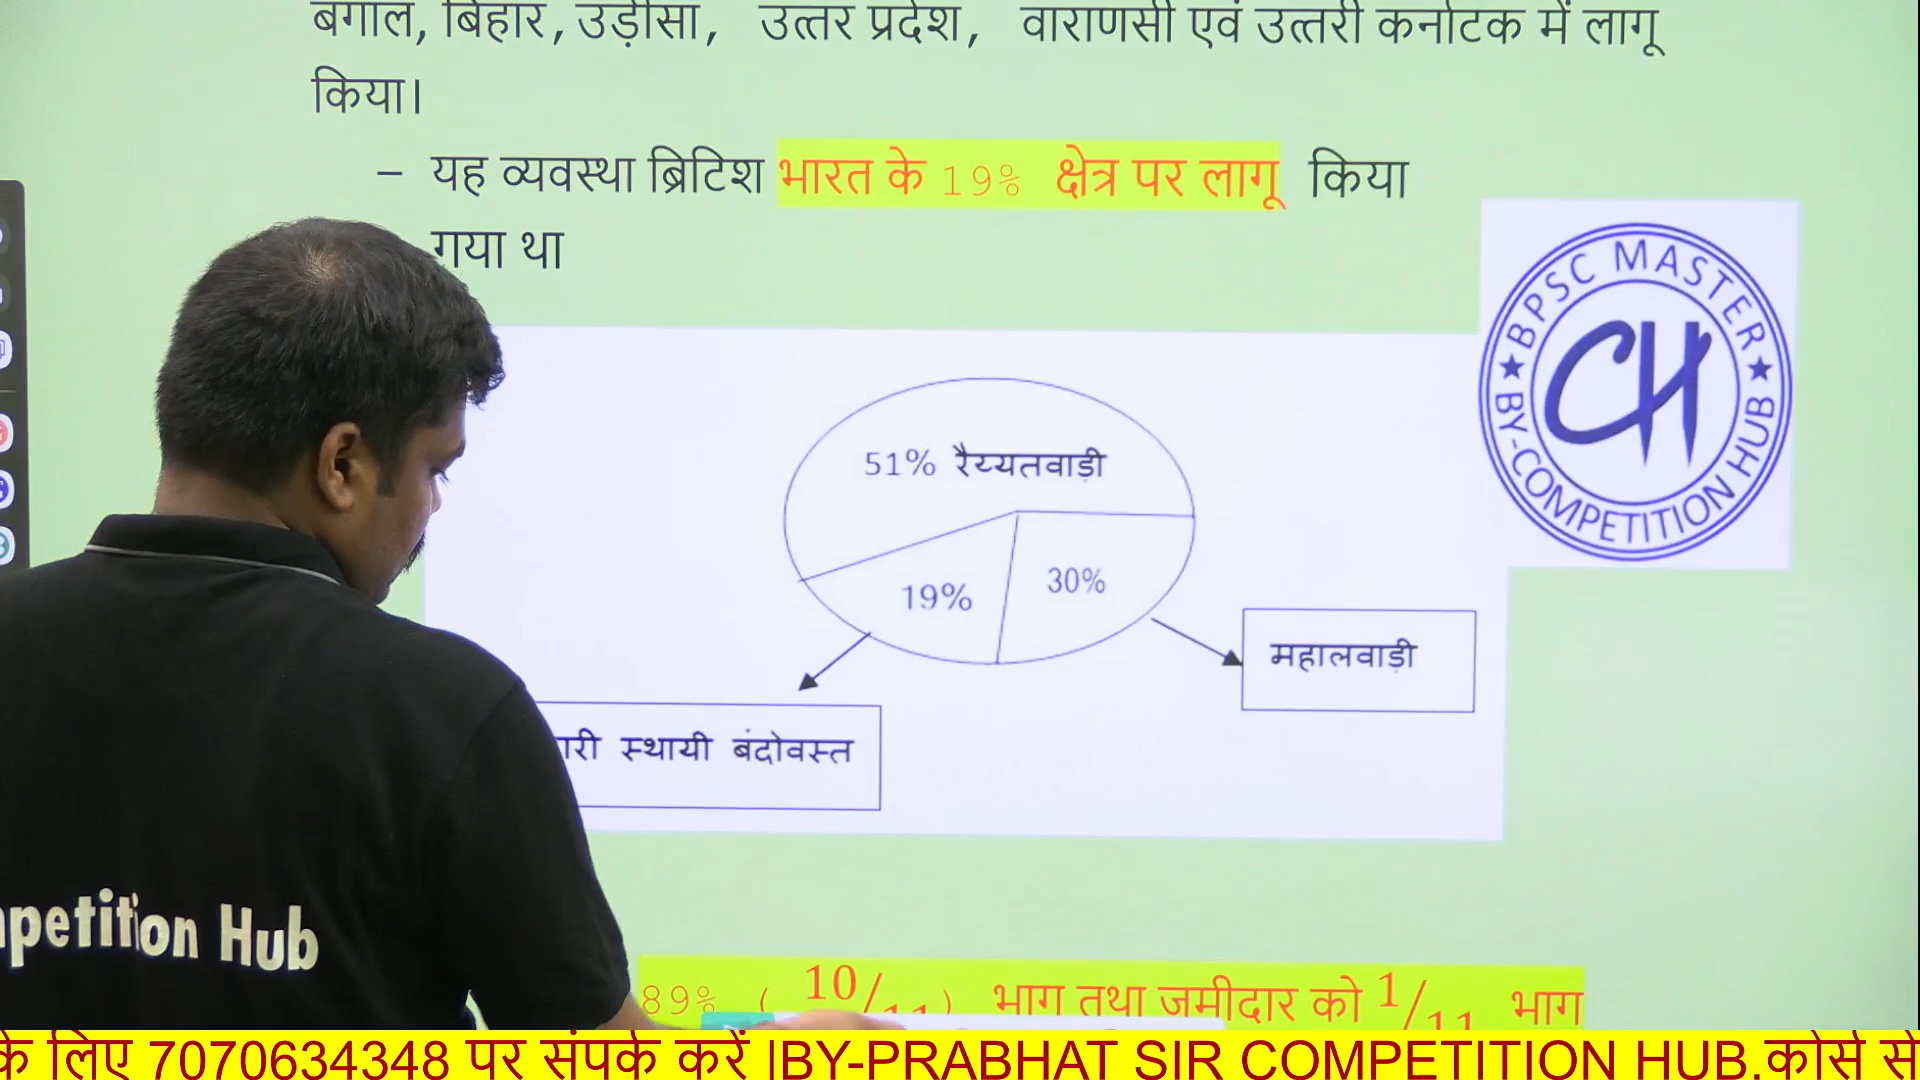 बंगाल, बिहार, उड़ीसा, उत्तर प्रदेश, वाराणसी एवं उत्तरी कर्नाटक में लागू
किया।
– यह व्यवस्था ब्रिटिश भारत के 19% क्षेत्र पर लागू किया
गया था
BPSC MASTER
CH
BY-COMPETITION HUB
51% रैय्यतवाड़ी
19%
30%
महालवाड़ी
स्थायी बंदोवस्त
Hub
89% ( 10/11) भाग तथा जमीदार को 1/11 भाग
के लिए 7070634348 पर संपर्क करें |BY-PRABHAT SIR COMPETITION HUB.कोर्स से